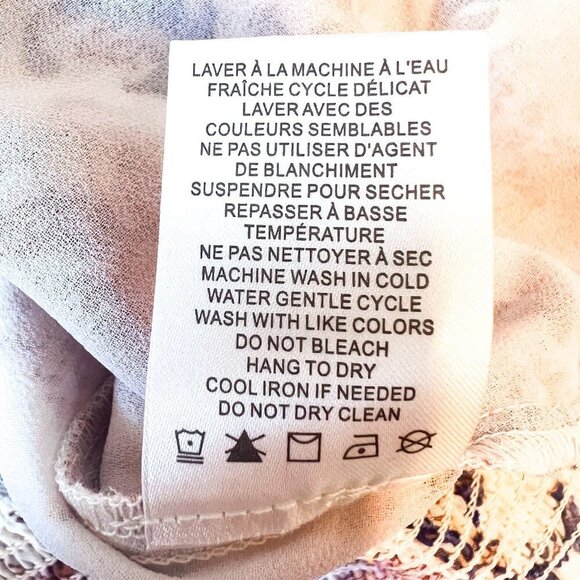 LAVER À LA MACHINE À L'EAU
FRAÎCHE CYCLE DÉLICAT
LAVER AVEC DES
COULEURS SEMBLABLES
NE PAS UTILISER D'AGENT
DE BLANCHIMENT
SUSPENDRE POUR SECHER
REPASSER À BASSE
TEMPÉRATURE
NE PAS NETTOYER À SEC
MACHINE WASH IN COLD
WATER GENTLE CYCLE
WASH WITH LIKE COLORS
DO NOT BLEACH
HANG TO DRY
COOL IRON IF NEEDED
DO NOT DRY CLEAN